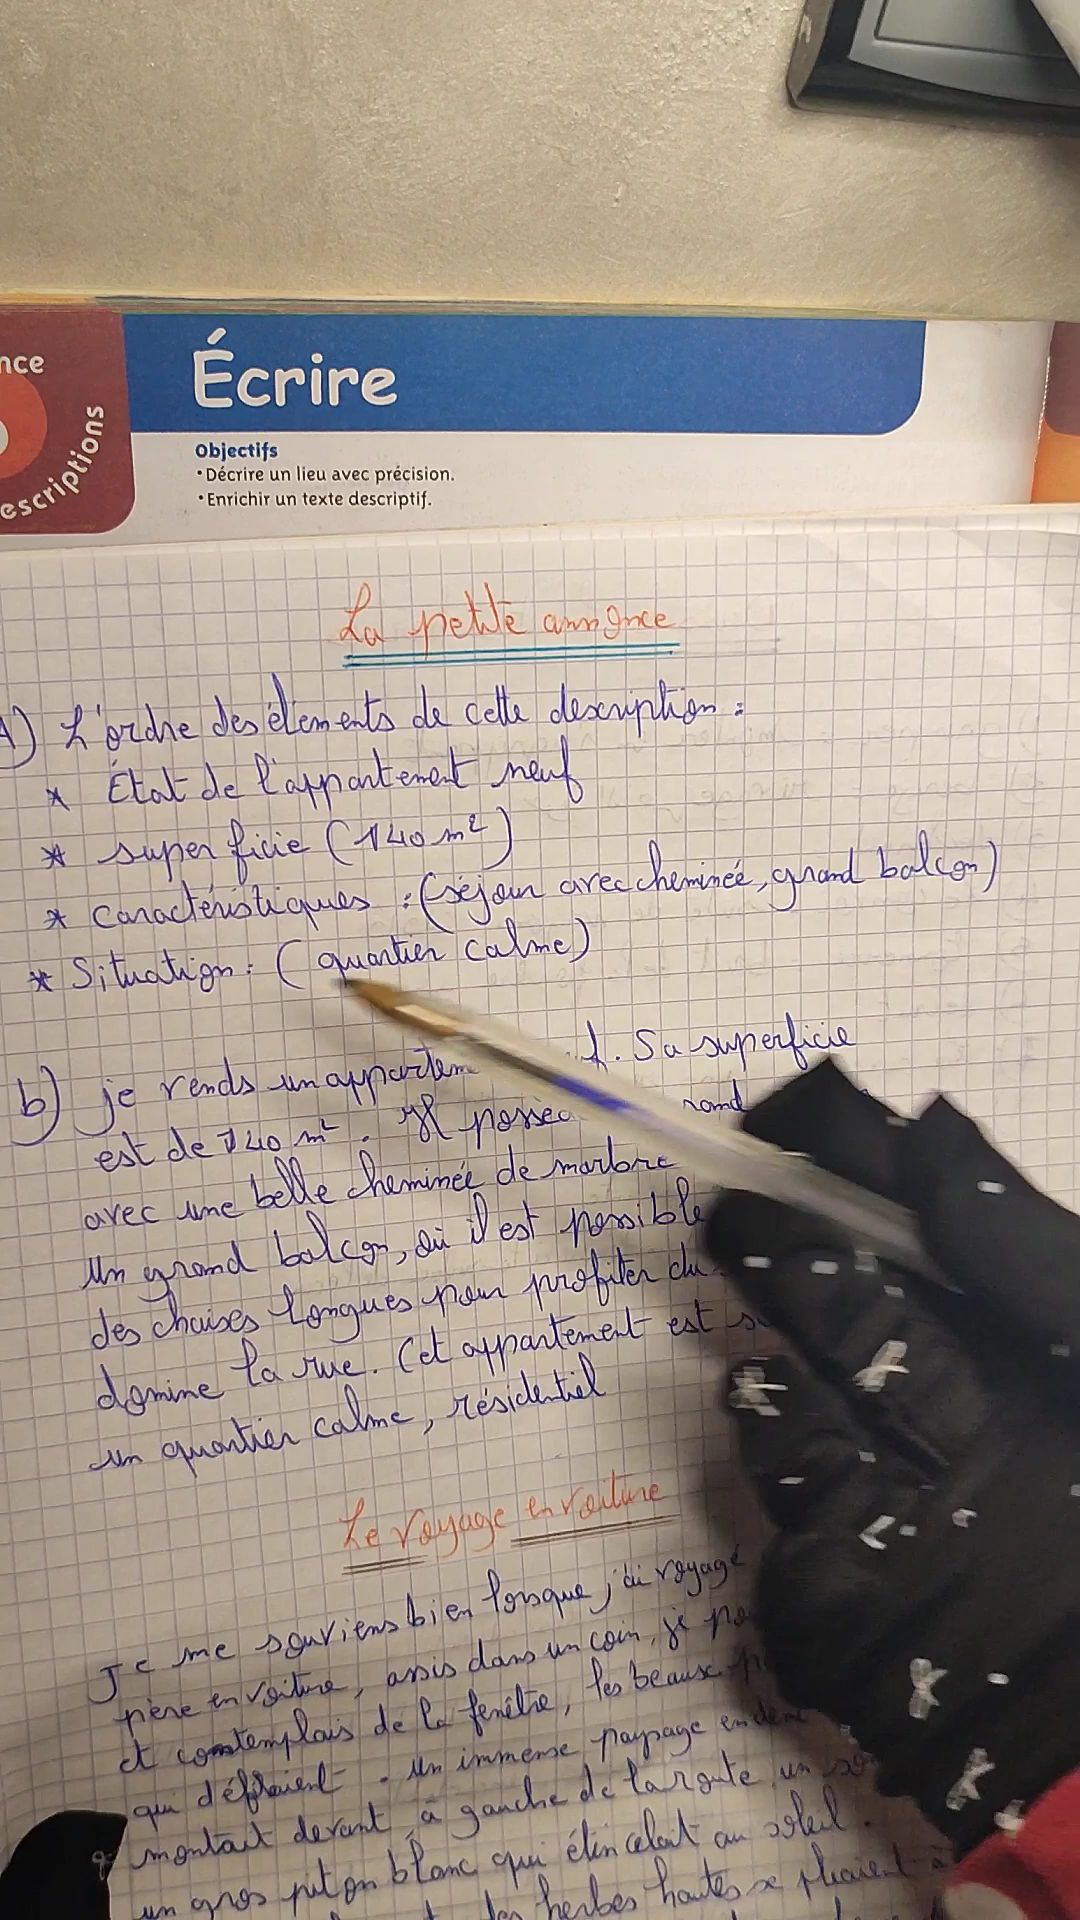 nce
escriptions
Écrire
Objectifs
• Décrire un lieu avec précision.
• Enrichir un texte descriptif.
La petite annonce
A) L'ordre des élements de cette description :
* État de l'appartement neuf
* superficie (140 m²)
* caractéristiques : (séjour avec cheminée, grand balcon)
* Situation : (quartier calme)
b) je vends un appartem f. Sa superficie
est de 140 m². Il possè rand
avec une belle cheminée de marbre
Un grand balcon, où il est possible
des chaises longues pour profiter du
domine la rue. Cet appartement est s
un quartier calme, résidentiel
Le voyage en voiture
Je me souviens bien lorsque j'ai voyagé
père en voiture, assis dans un coin, je
et contemplais de la fenêtre, les beaux
qui défilaient. Un immense paysage
montait devant, à gauche de la route, un
un gros piton blanc qui étincelait au soleil.
les herbes hautes se pliaient à